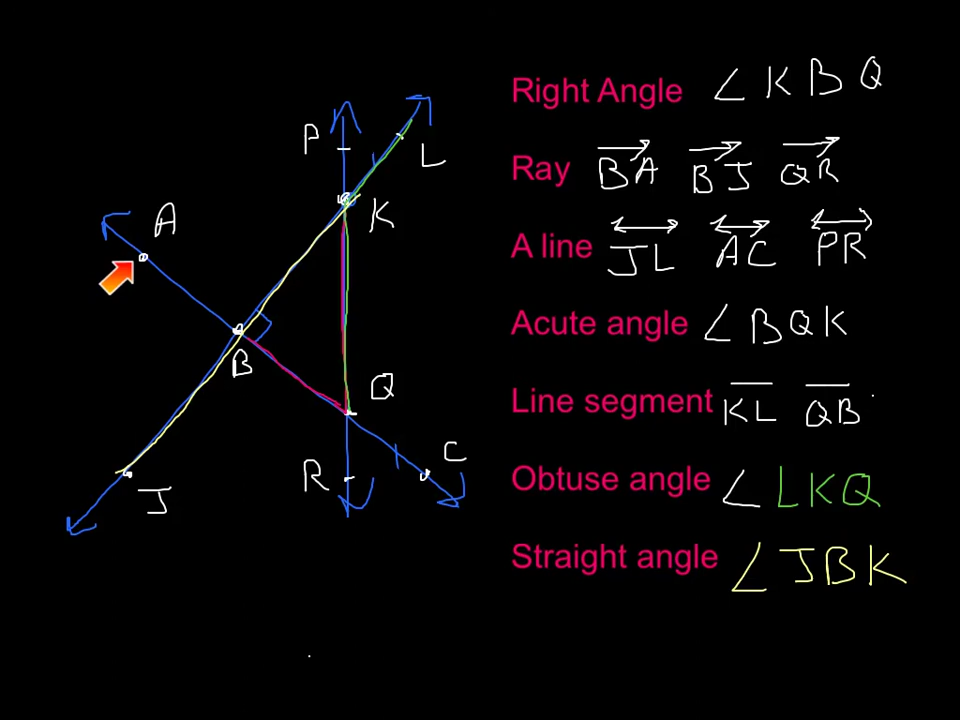 Right Angle ∠KBQ
Ray BA BJ QR
A line JL AC PR
Acute angle ∠BQK
Line segment KL QB
Obtuse angle ∠LKQ
Straight angle ∠JBK
P
L
A
K
B
Q
C
R
J